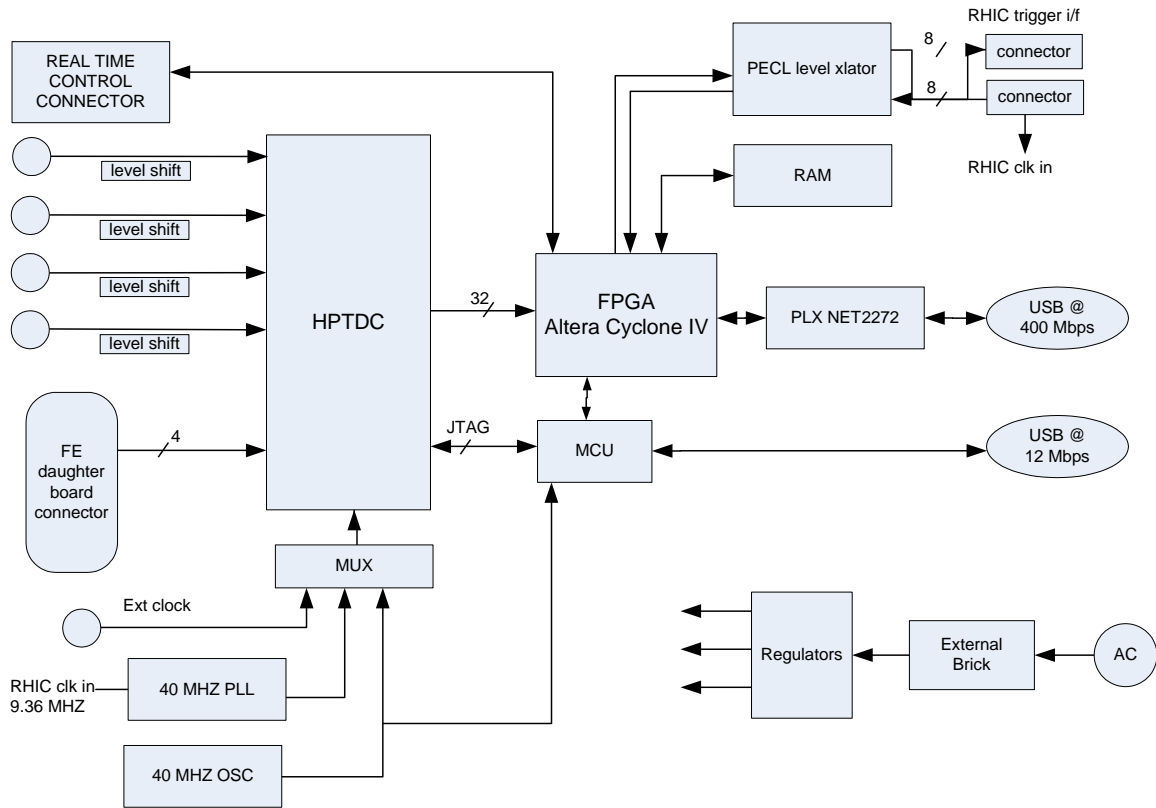 RHIC trigger i/f
REAL TIME
CONTROL
CONNECTOR
PECL level xlator
8
connector
8
connector
RHIC clk in
level shift
level shift
level shift
level shift
RAM
HPTDC
32
FPGA
Altera Cyclone IV
PLX NET2272
USB @
400 Mbps
FE
daughter
board
connector
4
JTAG
MCU
USB @
12 Mbps
MUX
Ext clock
RHIC clk in
9.36 MHZ
40 MHZ PLL
40 MHZ OSC
Regulators
External
Brick
AC